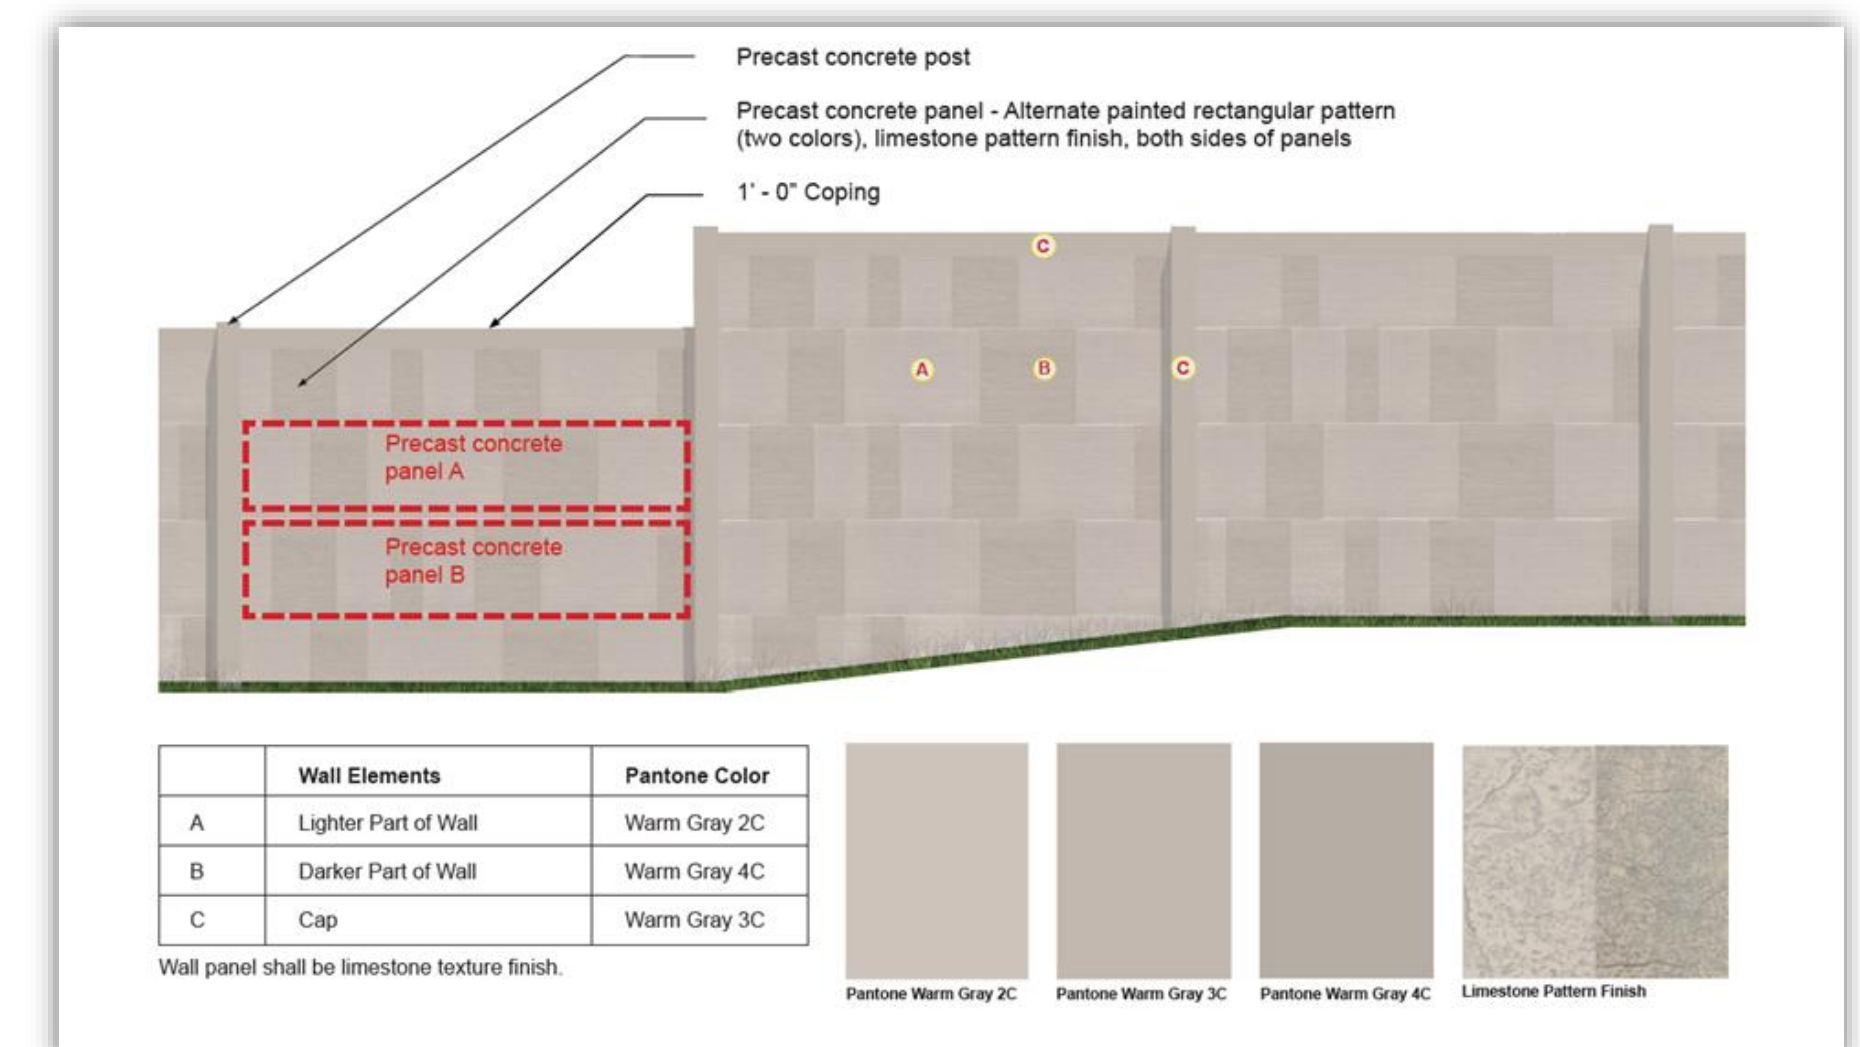 Precast concrete post
Precast concrete panel - Alternate painted rectangular pattern
(two colors), limestone pattern finish, both sides of panels
1' - 0" Coping
C
A
B
C
Precast concrete
panel A
Precast concrete
panel B
Wall Elements Pantone Color
A Lighter Part of Wall Warm Gray 2C
B Darker Part of Wall Warm Gray 4C
C Cap Warm Gray 3C
Wall panel shall be limestone texture finish.
Pantone Warm Gray 2C
Pantone Warm Gray 3C
Pantone Warm Gray 4C
Limestone Pattern Finish